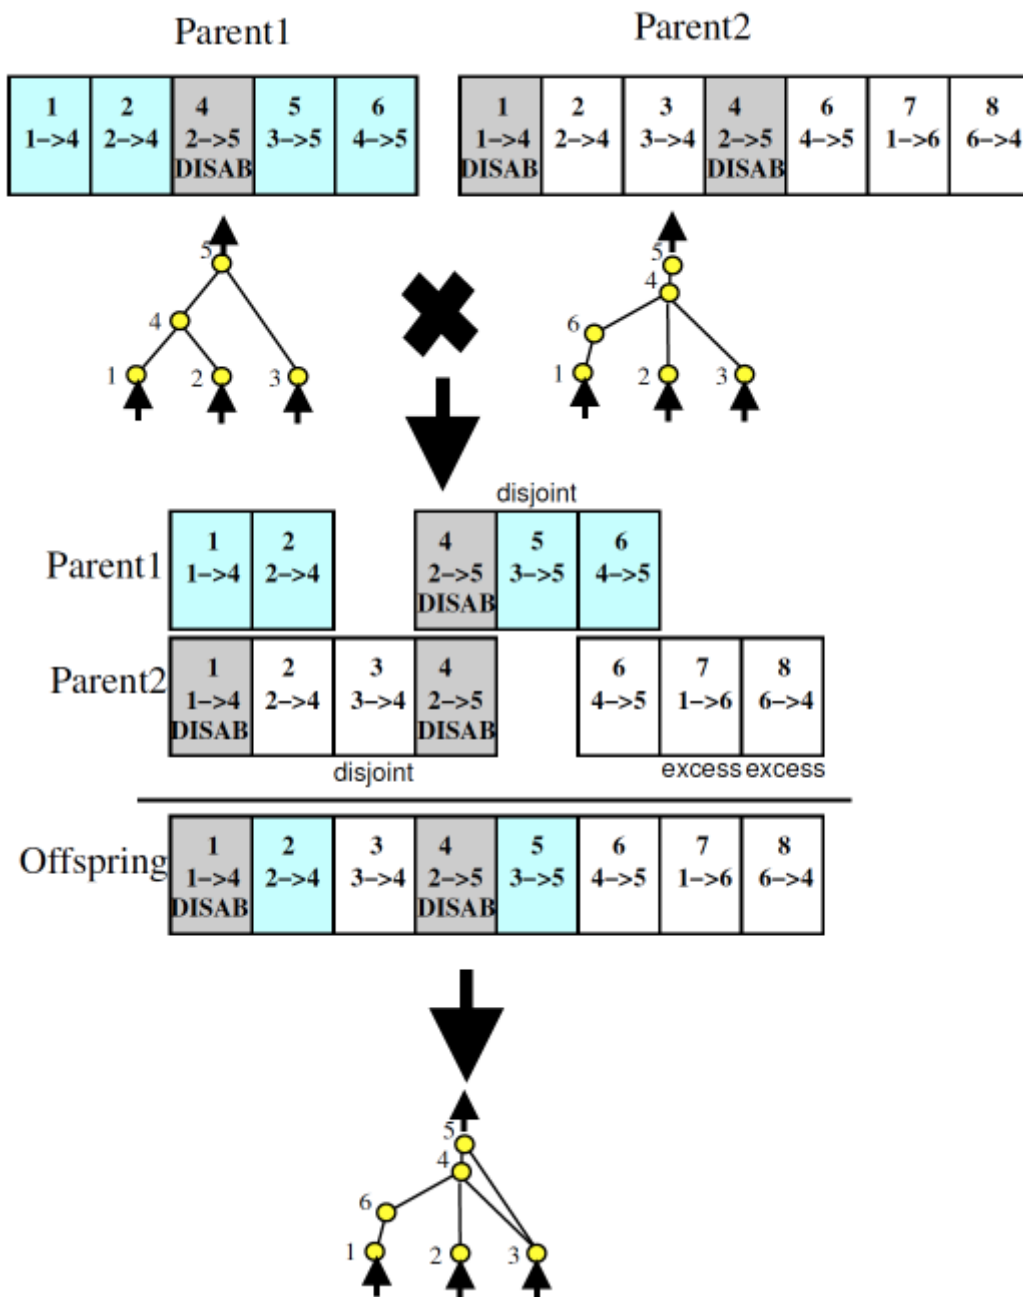 Parent1 Parent2
1 2 4 5 6 1 2 3 4 6 7 8
1->4 2->4 2->5 3->5 4->5 1->4 2->4 3->4 2->5 4->5 1->6 6->4
DISAB DISAB DISAB
5 5
4
4 6
1 2 3 1 2 3
disjoint
Parent1 1 2 4 5 6
1->4 2->4 2->5 3->5 4->5
DISAB
Parent2 1 2 3 4 6 7 8
1->4 2->4 3->4 2->5 4->5 1->6 6->4
DISAB DISAB
disjoint excess excess
Offspring 1 2 3 4 5 6 7 8
1->4 2->4 3->4 2->5 3->5 4->5 1->6 6->4
DISAB DISAB
5
4
6
1 2 3